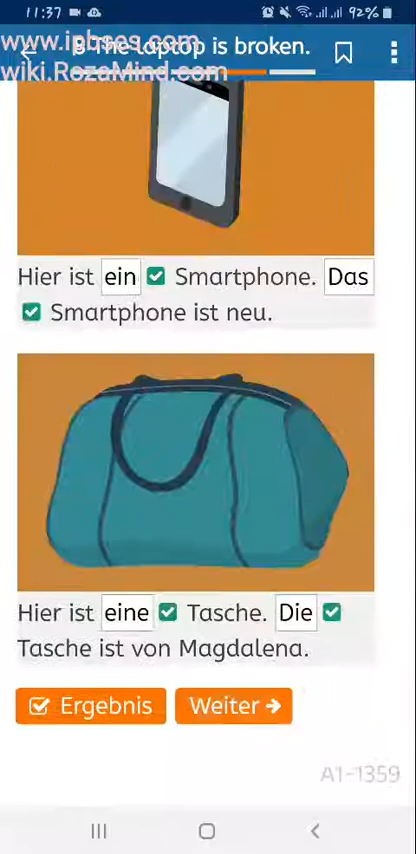 11:37 92%
www.ipbses.com
8 The laptop is broken.
wiki.RozaMind.com
Hier ist ein Smartphone. Das
Smartphone ist neu.
Hier ist eine Tasche. Die
Tasche ist von Magdalena.
Ergebnis Weiter
A1-1359